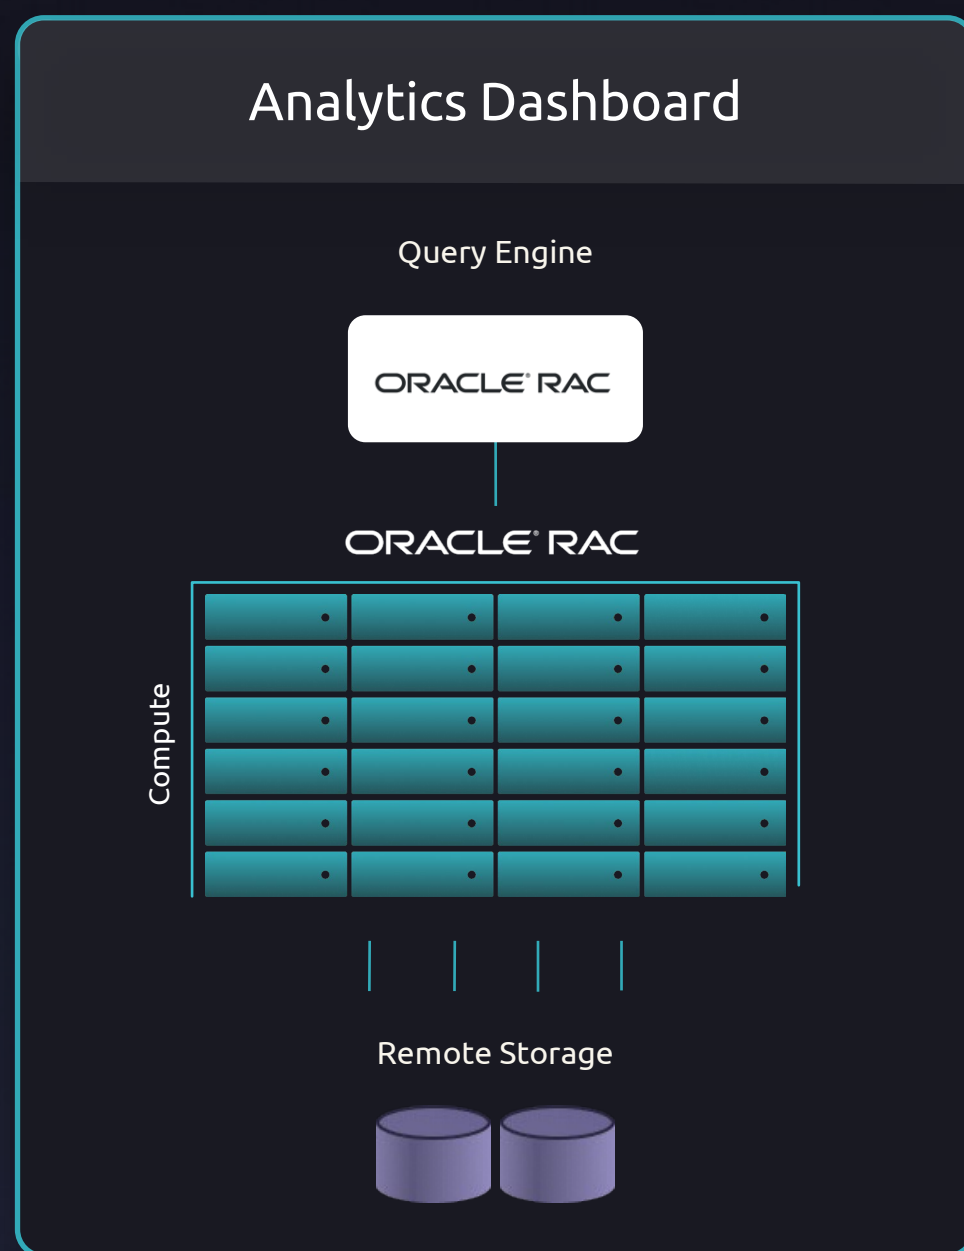 Analytics Dashboard
Query Engine
ORACLE® RAC
ORACLE® RAC
Compute
Remote Storage